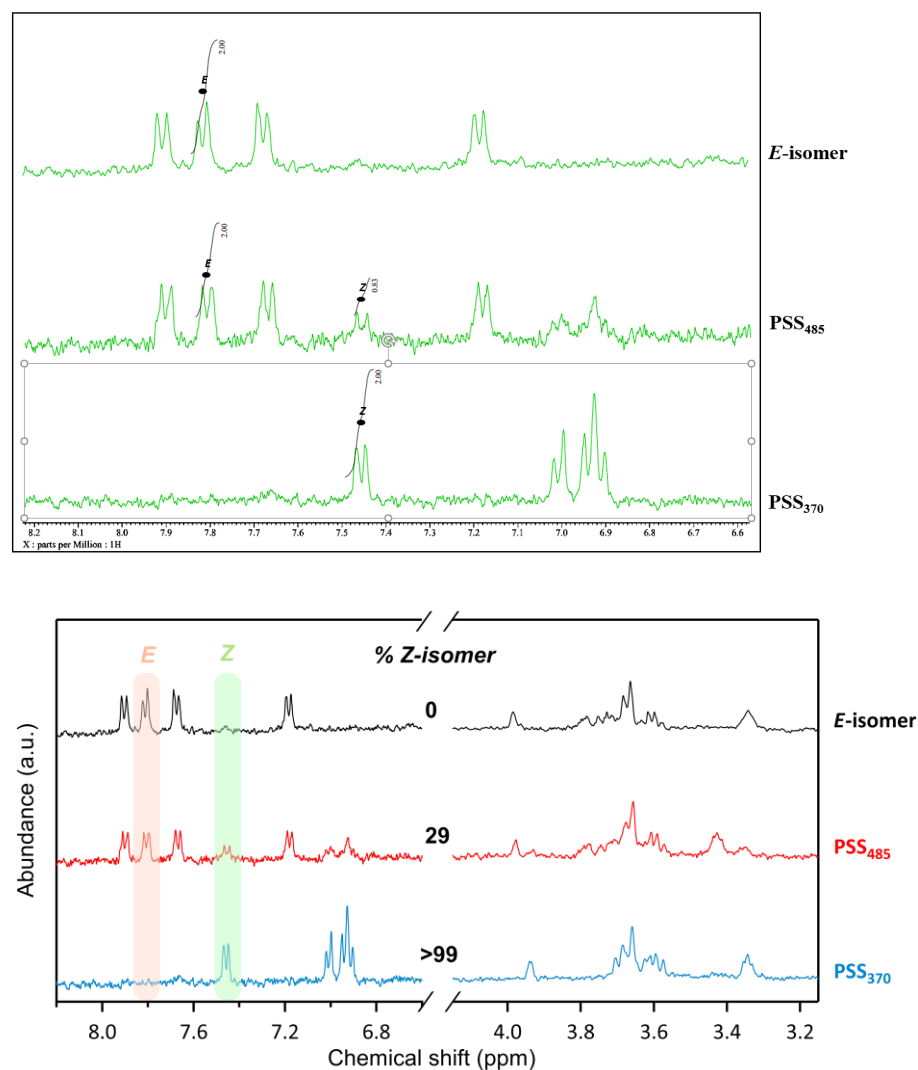 2.00
E
E-isomer
2.00
E
Z
0.83
PSS485
2.00
Z
PSS370
8.2 8.1 8.0 7.9 7.8 7.7 7.6 7.5 7.4 7.3 7.2 7.1 7.0 6.9 6.8 6.7 6.6
X : parts per Million : 1H
E Z % Z-isomer
0 E-isomer
29 PSS485
>99 PSS370
Abundance (a.u.)
8.0 7.6 7.2 6.8 4.0 3.8 3.6 3.4 3.2
Chemical shift (ppm)